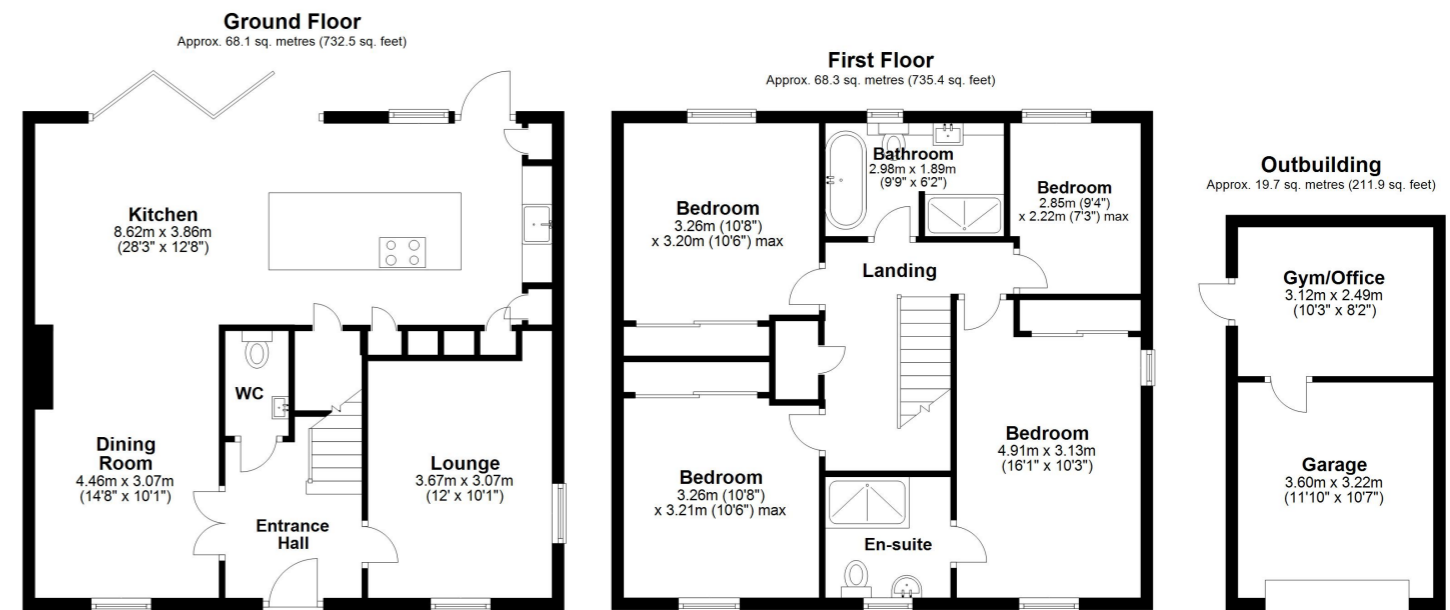 Ground Floor
Approx. 68.1 sq. metres (732.5 sq. feet)
Kitchen
8.62m x 3.86m
(28'3" x 12'8")
WC
Dining
Room
4.46m x 3.07m
(14'8" x 10'1")
Lounge
3.67m x 3.07m
(12' x 10'1")
Entrance
Hall
First Floor
Approx. 68.3 sq. metres (735.4 sq. feet)
Bedroom
3.26m (10'8")
x 3.20m (10'6") max
Bathroom
2.98m x 1.89m
(9'9" x 6'2")
Bedroom
2.85m (9'4")
x 2.22m (7'3") max
Landing
Bedroom
3.26m (10'8")
x 3.21m (10'6") max
Bedroom
4.91m x 3.13m
(16'1" x 10'3")
En-suite
Outbuilding
Approx. 19.7 sq. metres (211.9 sq. feet)
Gym/Office
3.12m x 2.49m
(10'3" x 8'2")
Garage
3.60m x 3.22m
(11'10" x 10'7")